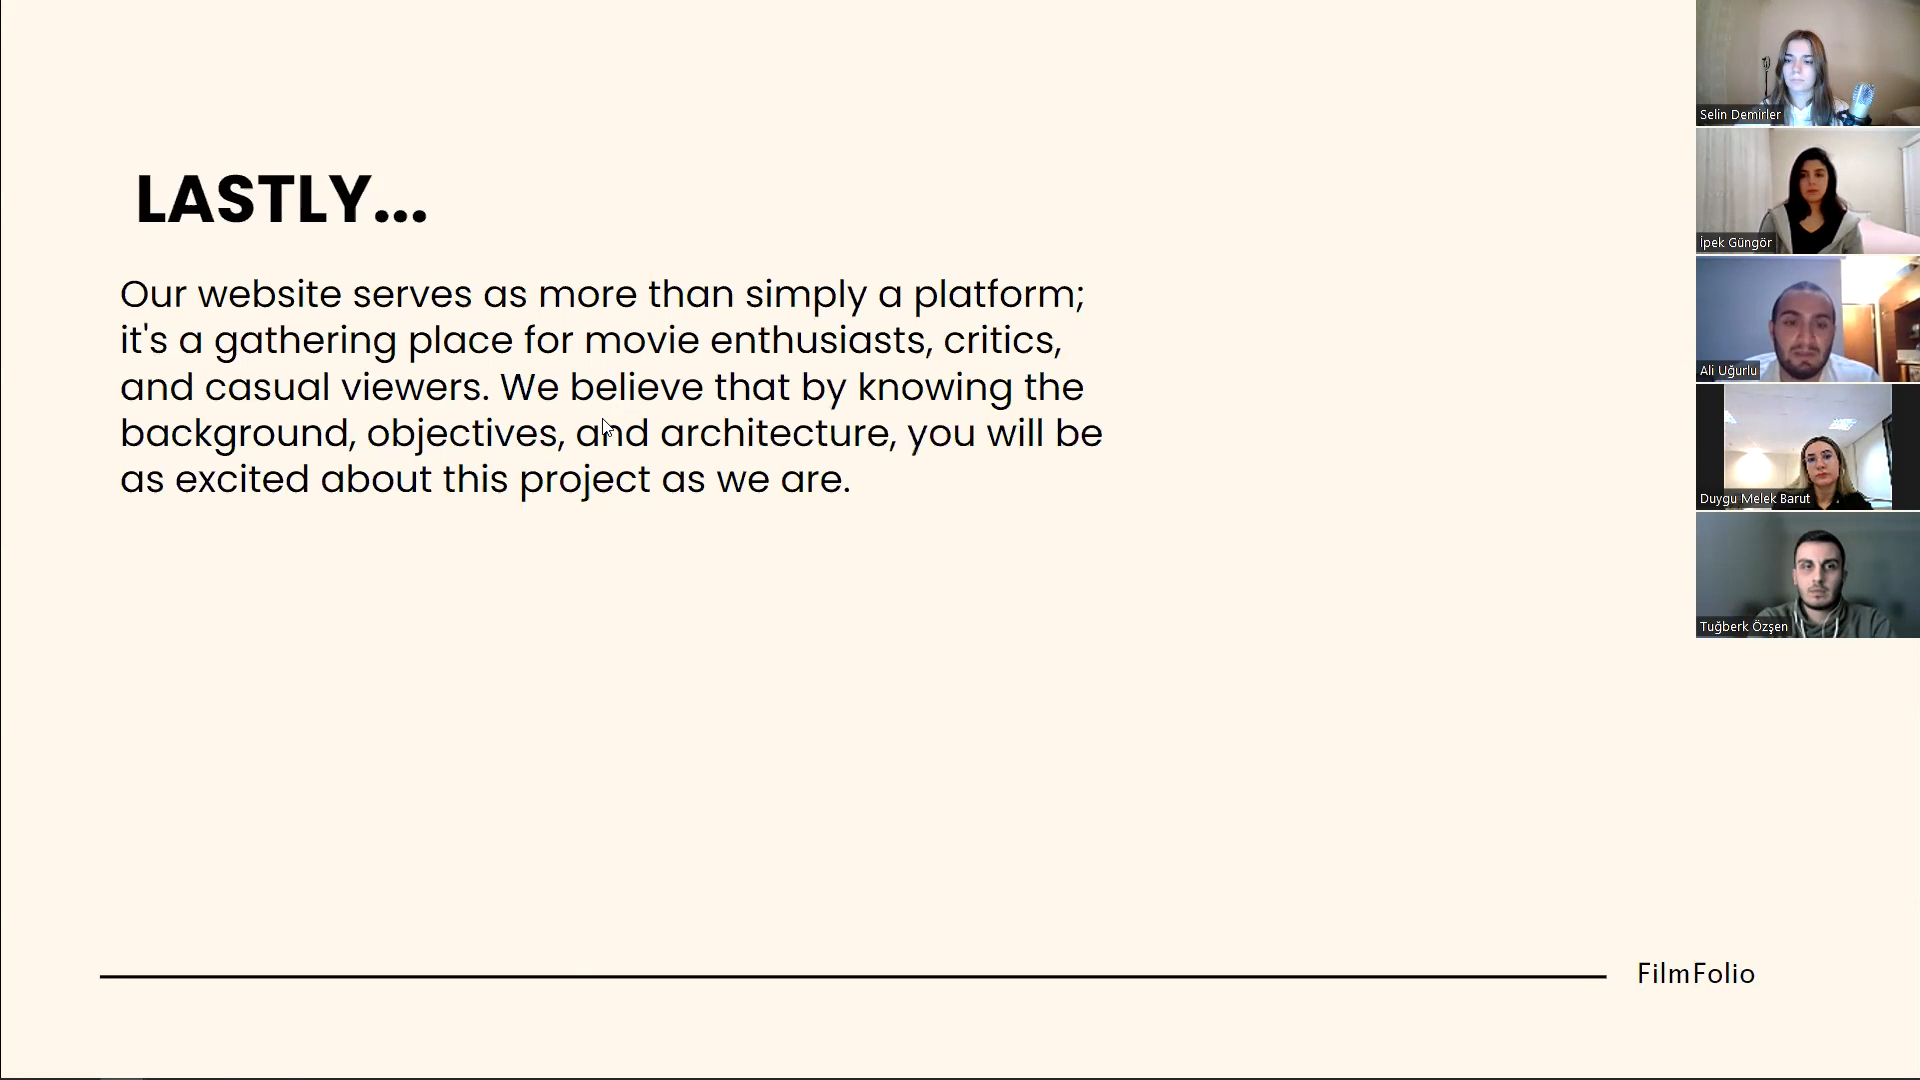 LASTLY...
Our website serves as more than simply a platform;
it's a gathering place for movie enthusiasts, critics,
and casual viewers. We believe that by knowing the
background, objectives, and architecture, you will be
as excited about this project as we are.
FilmFolio
Selin Demirler
İpek Güngör
Ali Uğurlu
Duygu Melek Barut
Tuğberk Özşen